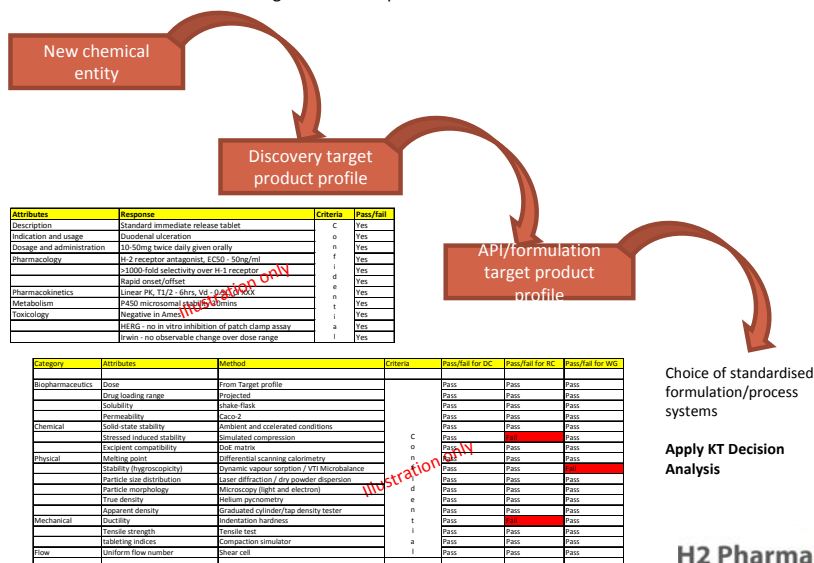 New chemical
entity
Discovery target
product profile
API/formulation
target product
profile
Attributes Response Criteria Pass/fail
Description Standard immediate release tablet C Yes
Indication and usage Duodenal ulceration o Yes
Dosage and administration 10-50mg twice daily given orally n Yes
Pharmacology H-2 receptor antagonist, EC50 - 50ng/ml f Yes
>1000-fold selectivity over H-1 receptor i Yes
Rapid onset/offset d Yes
Pharmacokinetics Linear PK, T1/2 - 6hrs, Vd - e Yes
Metabolism P450 microsomal stability n Yes
Toxicology Negative in Ames t Yes
HERG - no in vitro inhibition of patch clamp assay a Yes
Irwin - no observable change over dose range l Yes
Illustration only
Category Attributes Method Criteria Pass/fail for DC Pass/fail for RC Pass/fail for WG
Biopharmaceutics Dose From Target profile Pass Pass Pass
Drug loading range Projected Pass Pass Pass
Solubility shake-flask Pass Pass Pass
Permeability Caco-2 Pass Pass Pass
Chemical Solid-state stability Ambient and ccelerated conditions Pass Pass Pass
Stressed induced stability Simulated compression C Pass Fail Pass
Excipient compatibility DoE matrix o Pass Pass Pass
Physical Melting point Differential scanning calorimetry n Pass Pass Pass
Stability (hygroscopicity) Dynamic vapour sorption / VTI Microbalance Pass Pass Fail
Particle size distribution Laser diffraction / dry powder dispersion i Pass Pass Pass
Particle morphology Microscopy (light and electron) d Pass Pass Pass
True density Helium pycnometry e Pass Pass Pass
Apparent density Graduated cylinder/tap density tester n Pass Pass Pass
Mechanical Ductility Indentation hardness t Pass Fail Pass
Tensile strength Tensile test i Pass Pass Pass
tableting indices Compaction simulator a Pass Pass Pass
Flow Uniform flow number Shear cell l Pass Pass Pass
Illustration only
Choice of standardised
formulation/process
systems
Apply KT Decision
Analysis
H2 Pharma